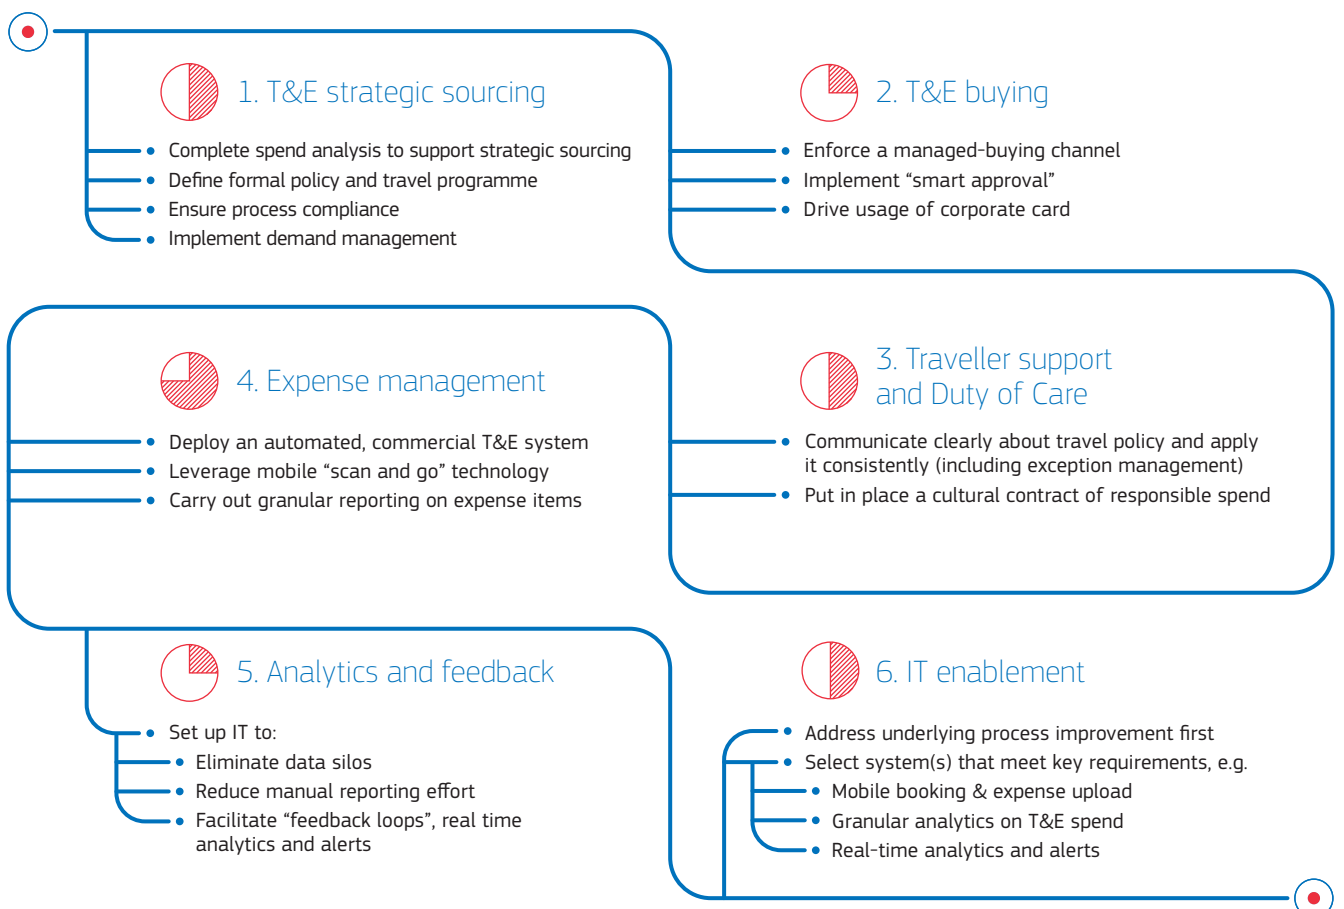 1. T&E strategic sourcing
Complete spend analysis to support strategic sourcing
Define formal policy and travel programme
Ensure process compliance
Implement demand management
2. T&E buying
Enforce a managed-buying channel
Implement “smart approval”
Drive usage of corporate card
3. Traveller support
and Duty of Care
Communicate clearly about travel policy and apply
it consistently (including exception management)
Put in place a cultural contract of responsible spend
4. Expense management
Deploy an automated, commercial T&E system
Leverage mobile “scan and go” technology
Carry out granular reporting on expense items
5. Analytics and feedback
Set up IT to:
Eliminate data silos
Reduce manual reporting effort
Facilitate “feedback loops”, real time
analytics and alerts
6. IT enablement
Address underlying process improvement first
Select system(s) that meet key requirements, e.g.
Mobile booking & expense upload
Granular analytics on T&E spend
Real-time analytics and alerts